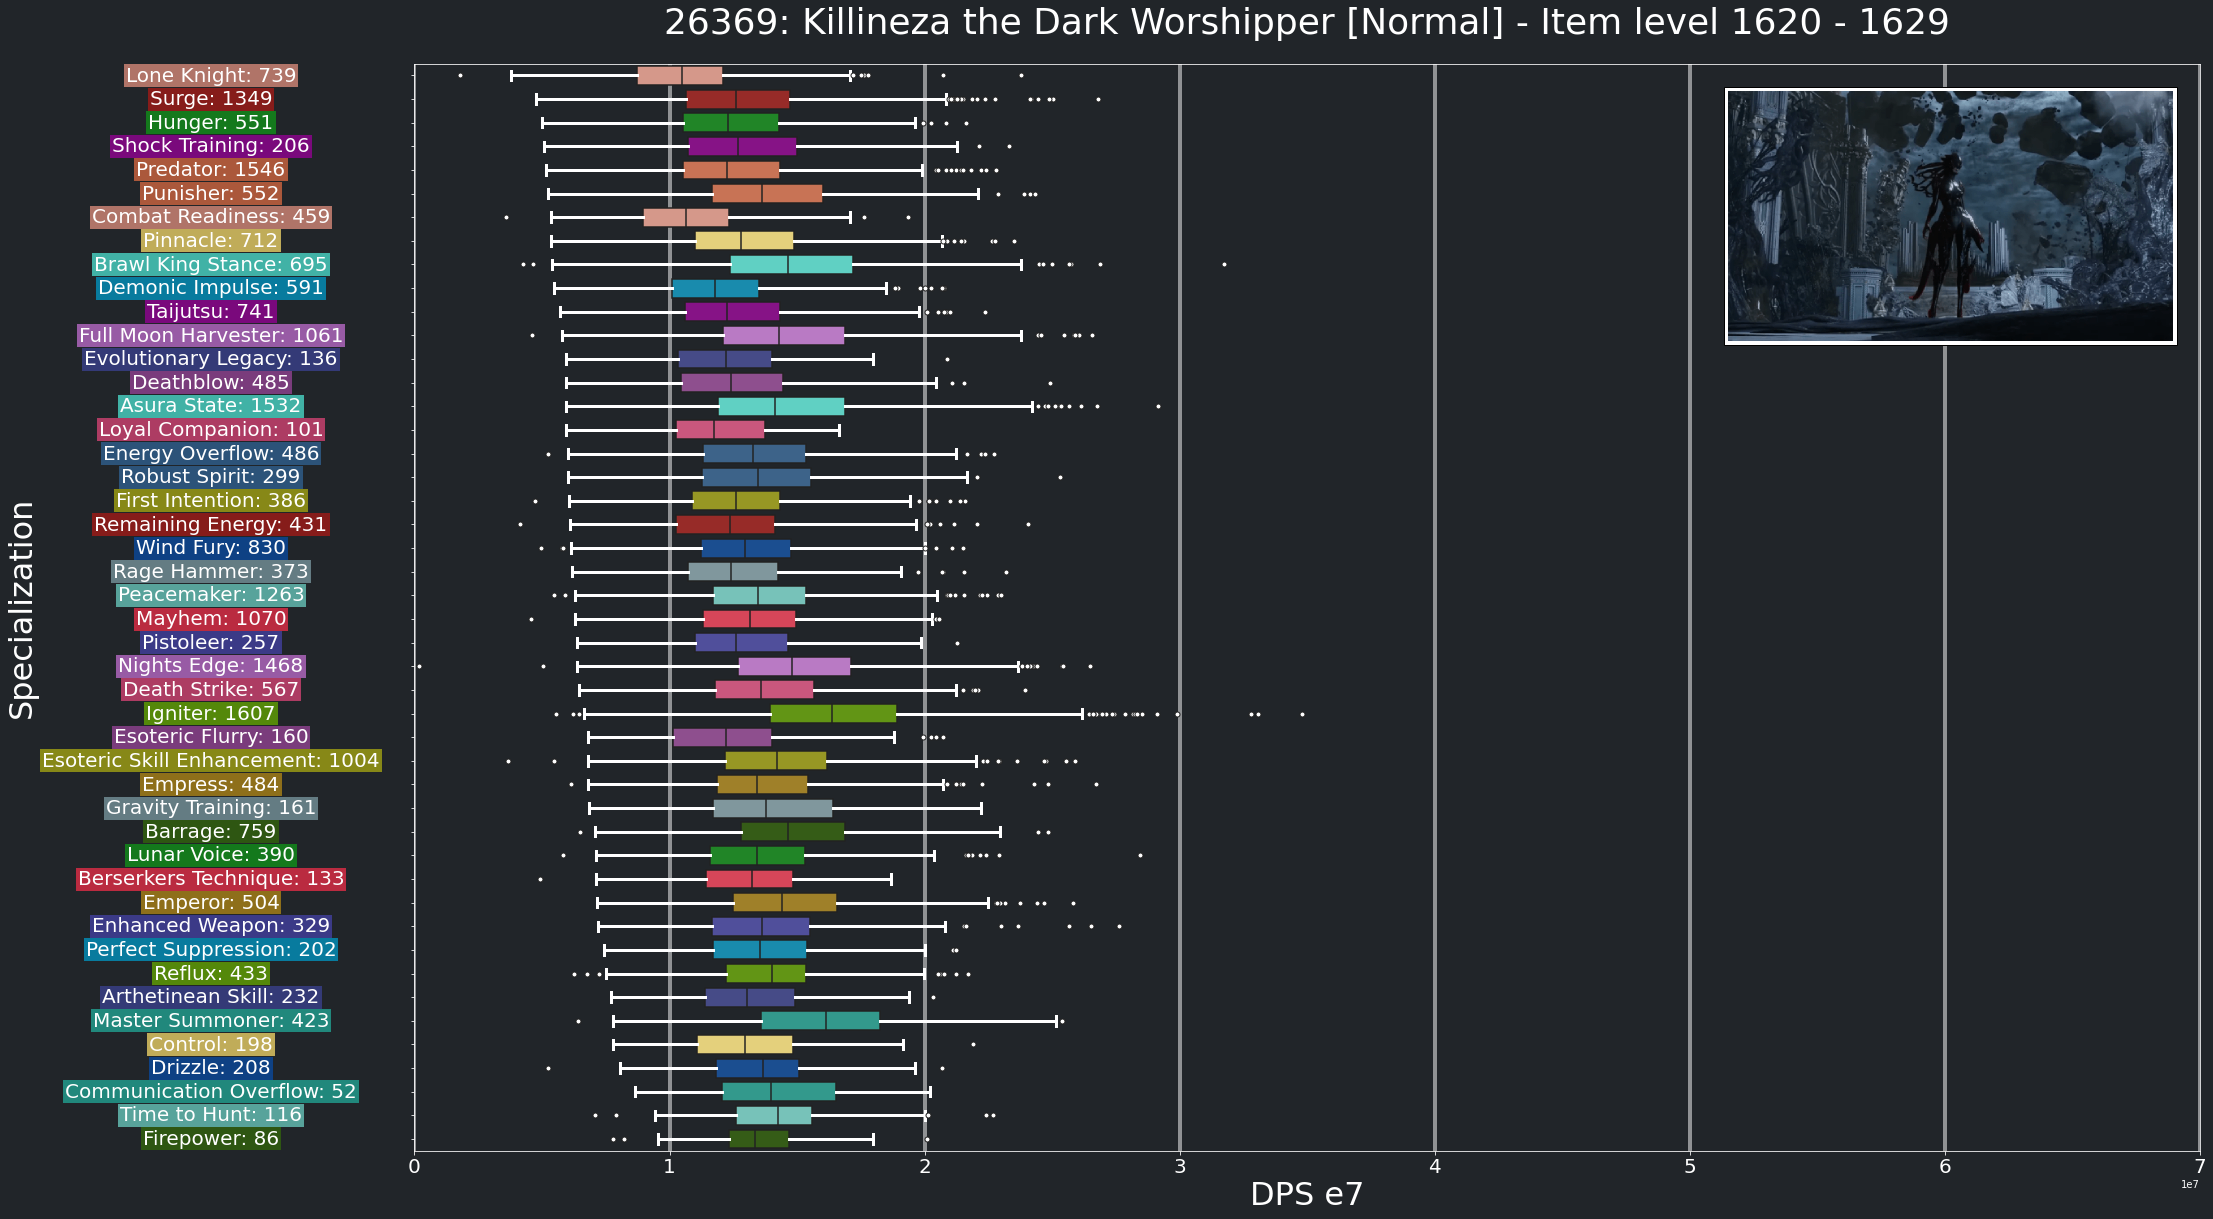 26369: Killineza the Dark Worshipper [Normal] - Item level 1620 - 1629
Lone Knight: 739
Surge: 1349
Hunger: 551
Shock Training: 206
Predator: 1546
Punisher: 552
Combat Readiness: 459
Pinnacle: 712
Brawl King Stance: 695
Demonic Impulse: 591
Taijutsu: 741
Full Moon Harvester: 1061
Evolutionary Legacy: 136
Deathblow: 485
Asura State: 1532
Loyal Companion: 101
Energy Overflow: 486
Robust Spirit: 299
First Intention: 386
Remaining Energy: 431
Wind Fury: 830
Rage Hammer: 373
Peacemaker: 1263
Mayhem: 1070
Pistoleer: 257
Nights Edge: 1468
Death Strike: 567
Igniter: 1607
Esoteric Flurry: 160
Esoteric Skill Enhancement: 1004
Empress: 484
Gravity Training: 161
Barrage: 759
Lunar Voice: 390
Berserkers Technique: 133
Emperor: 504
Enhanced Weapon: 329
Perfect Suppression: 202
Reflux: 433
Arthetinean Skill: 232
Master Summoner: 423
Control: 198
Drizzle: 208
Communication Overflow: 52
Time to Hunt: 116
Firepower: 86
Specialization
0 1 2 3 4 5 6 7
1e7
DPS e7